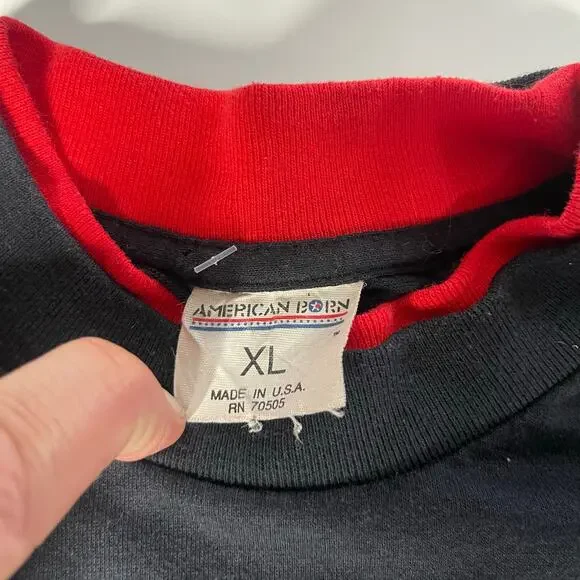 AMERICAN BORN
XL
MADE IN U.S.A.
RN 70505